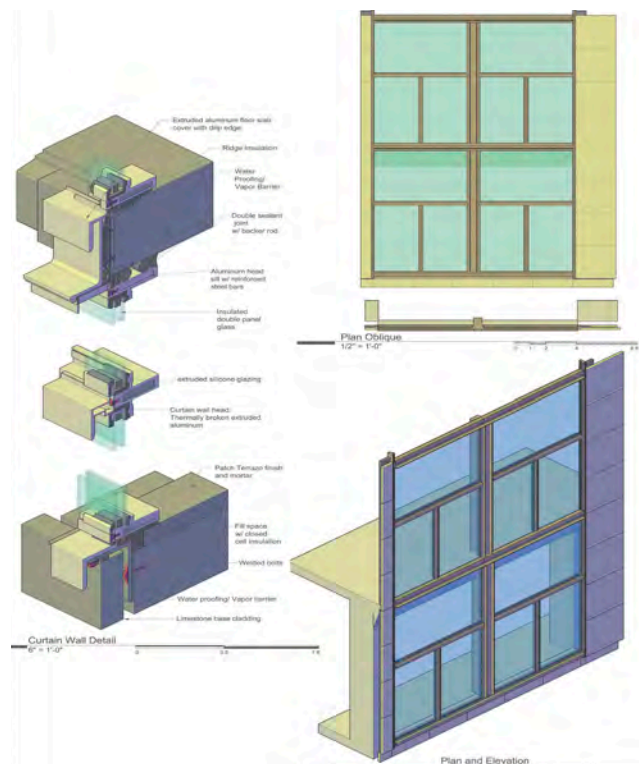 Extruded aluminum floor slab
cover with drip edge
Ridge insulation
Water
Proofing/
Vapor Barrier
Double sealant
joint
w/ backer rod
Aluminum head
sill w/ reinforced
steel bars
Insulated
double panel
glass
extruded silicone glazing
Curtain wall head:
Thermally broken extruded
aluminum
Patch Terrazo finish
and mortar
Fill space
w/ closed
cell insulation
Welded bolts
Water proofing/ Vapor barrier
Limestone base cladding
Curtain Wall Detail
6" = 1'-0"
Plan Oblique
1/2" = 1'-0"
Plan and Elevation